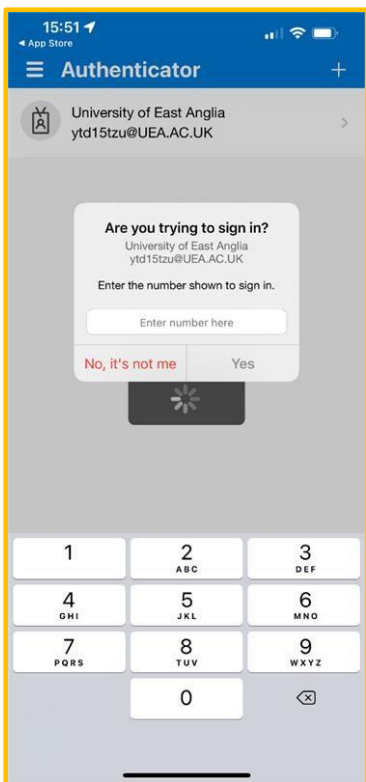 15:51
◀ App Store
Authenticator
University of East Anglia
ytd15tzu@UEA.AC.UK
Are you trying to sign in?
University of East Anglia
ytd15tzu@UEA.AC.UK
Enter the number shown to sign in.
Enter number here
No, it's not me Yes
1 2 3
ABC DEF
4 5 6
GHI JKL MNO
7 8 9
PQRS TUV WXYZ
0